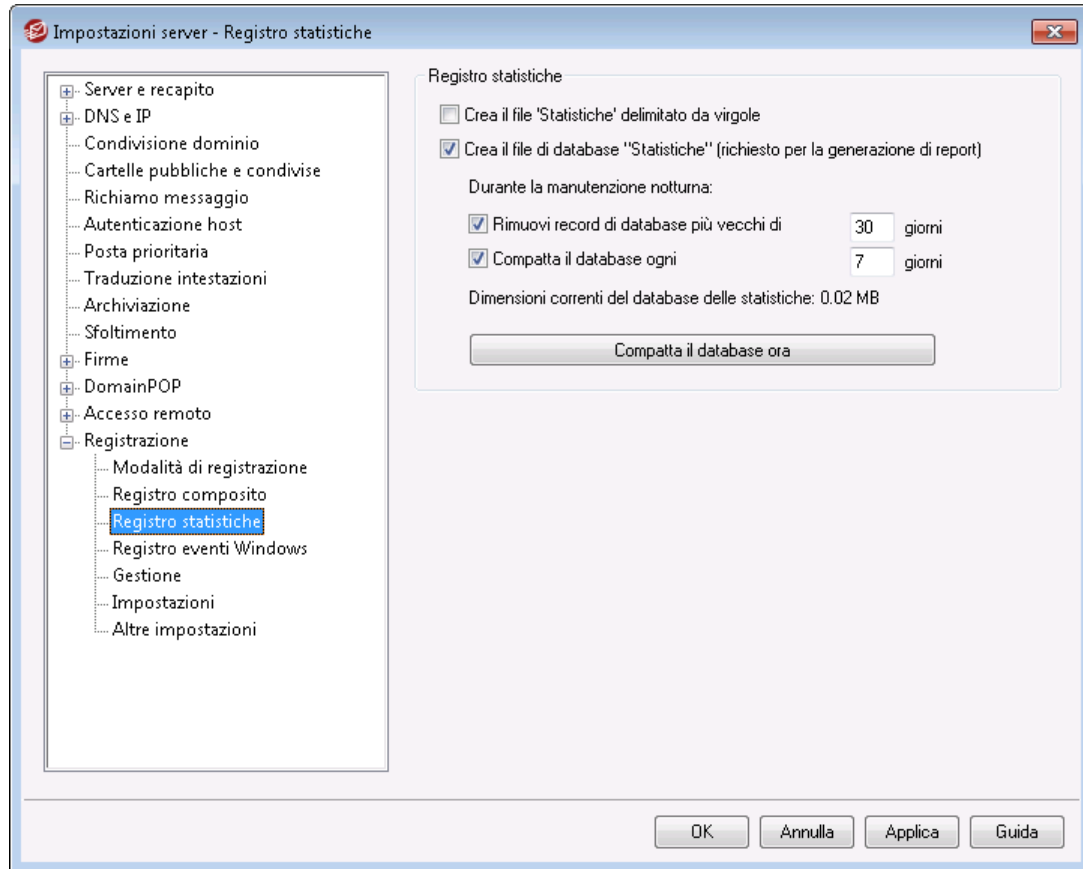 Impostazioni server - Registro statistiche
Server e recapito
DNS e IP
Condivisione dominio
Cartelle pubbliche e condivise
Richiamo messaggio
Autenticazione host
Posta prioritaria
Traduzione intestazioni
Archiviazione
Sfoltimento
Firme
DomainPOP
Accesso remoto
Registrazione
Modalità di registrazione
Registro composito
Registro statistiche
Registro eventi Windows
Gestione
Impostazioni
Altre impostazioni
Registro statistiche
Crea il file 'Statistiche' delimitato da virgole
Crea il file di database "Statistiche" (richiesto per la generazione di report)
Durante la manutenzione notturna:
Rimuovi record di database più vecchi di 30 giorni
Compatta il database ogni 7 giorni
Dimensioni correnti del database delle statistiche: 0.02 MB
Compatta il database ora
OK Annulla Applica Guida